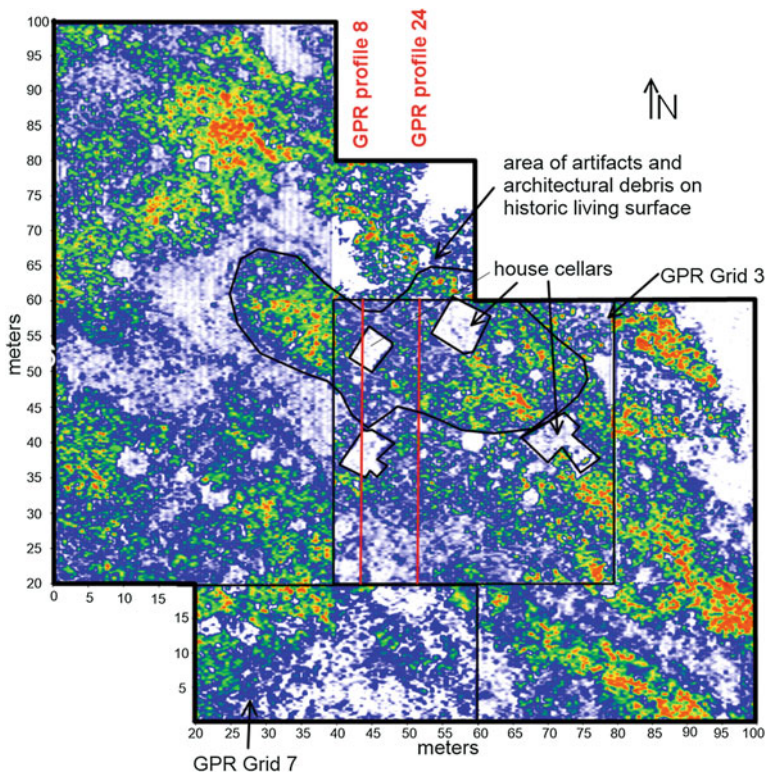 100
95
90
85
80
75
70
65
60
55
50
45
40
35
30
25
20
meters
GPR profile 8
GPR profile 24
N
area of artifacts and
architectural debris on
historic living surface
house cellars
GPR Grid 3
0 5 10 15
15
10
5
20 25 30 35 40 45 50 55 60 65 70 75 80 85 90 95 100
meters
GPR Grid 7